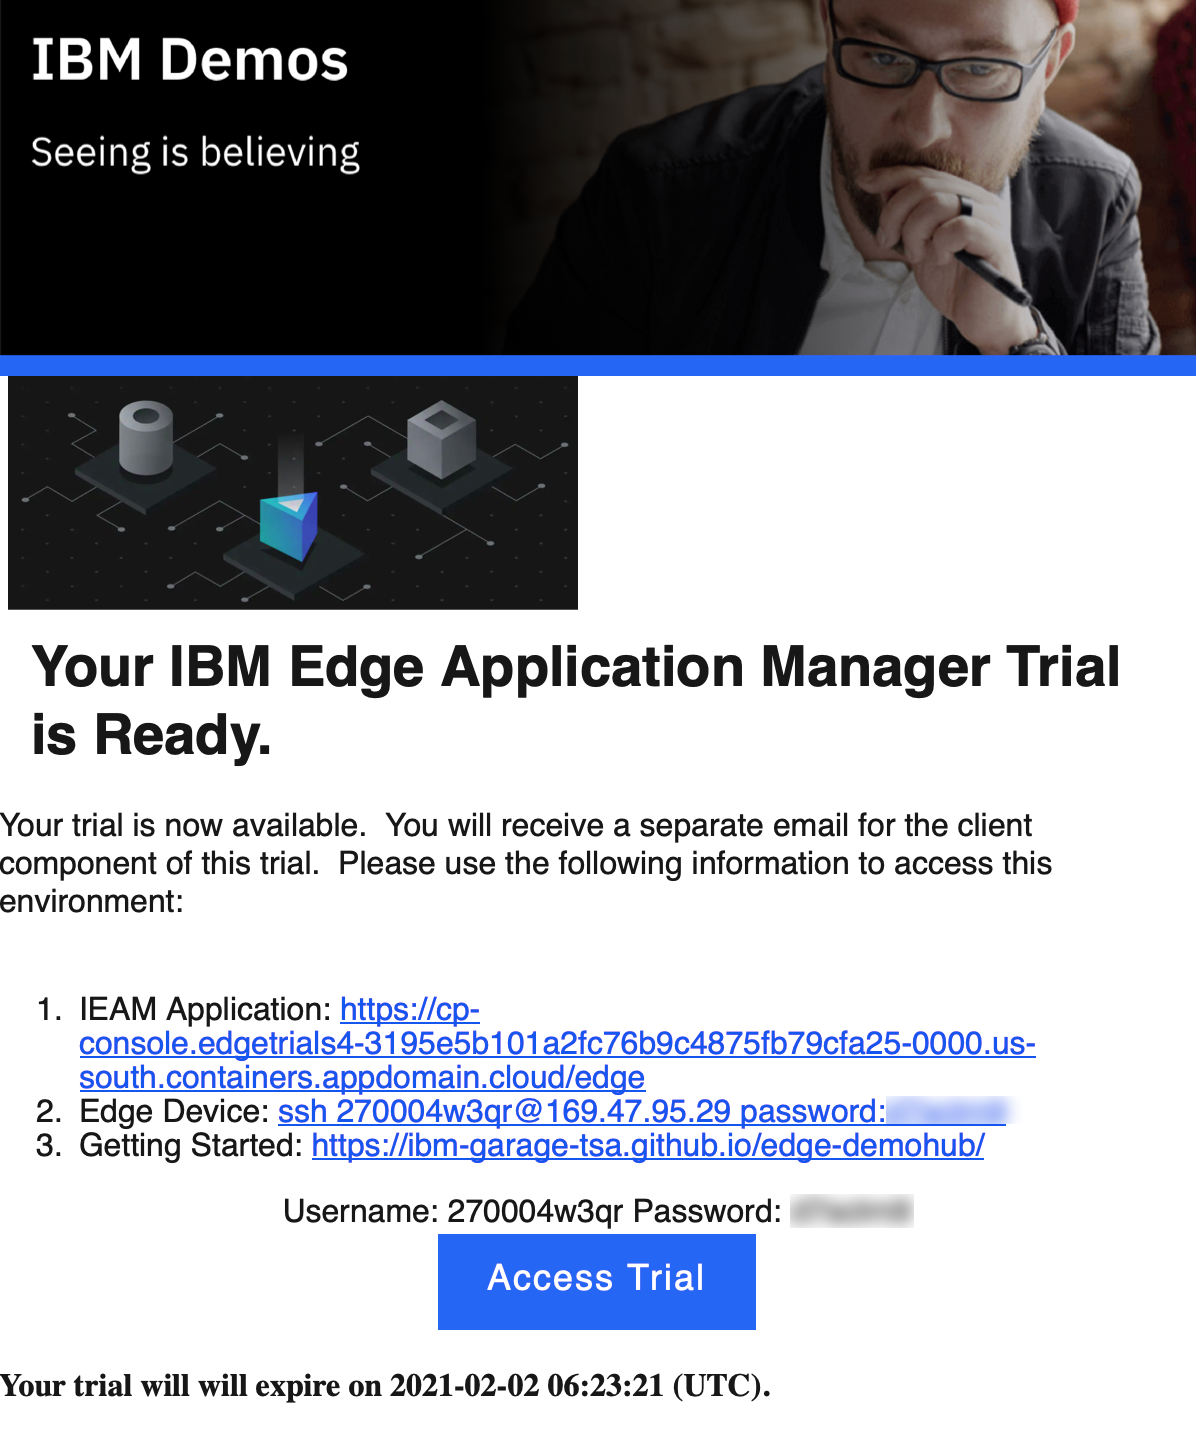 IBM Demos
Seeing is believing
Your IBM Edge Application Manager Trial
is Ready.
Your trial is now available.  You will receive a separate email for the client
component of this trial.  Please use the following information to access this
environment:
1. IEAM Application: https://cp-
console.edgetrials4-3195e5b101a2fc76b9c4875fb79cfa25-0000.us-
south.containers.appdomain.cloud/edge
2. Edge Device: ssh 270004w3qr@169.47.95.29 password:
3. Getting Started: https://ibm-garage-tsa.github.io/edge-demohub/
Username: 270004w3qr Password:
Access Trial
Your trial will will expire on 2021-02-02 06:23:21 (UTC).